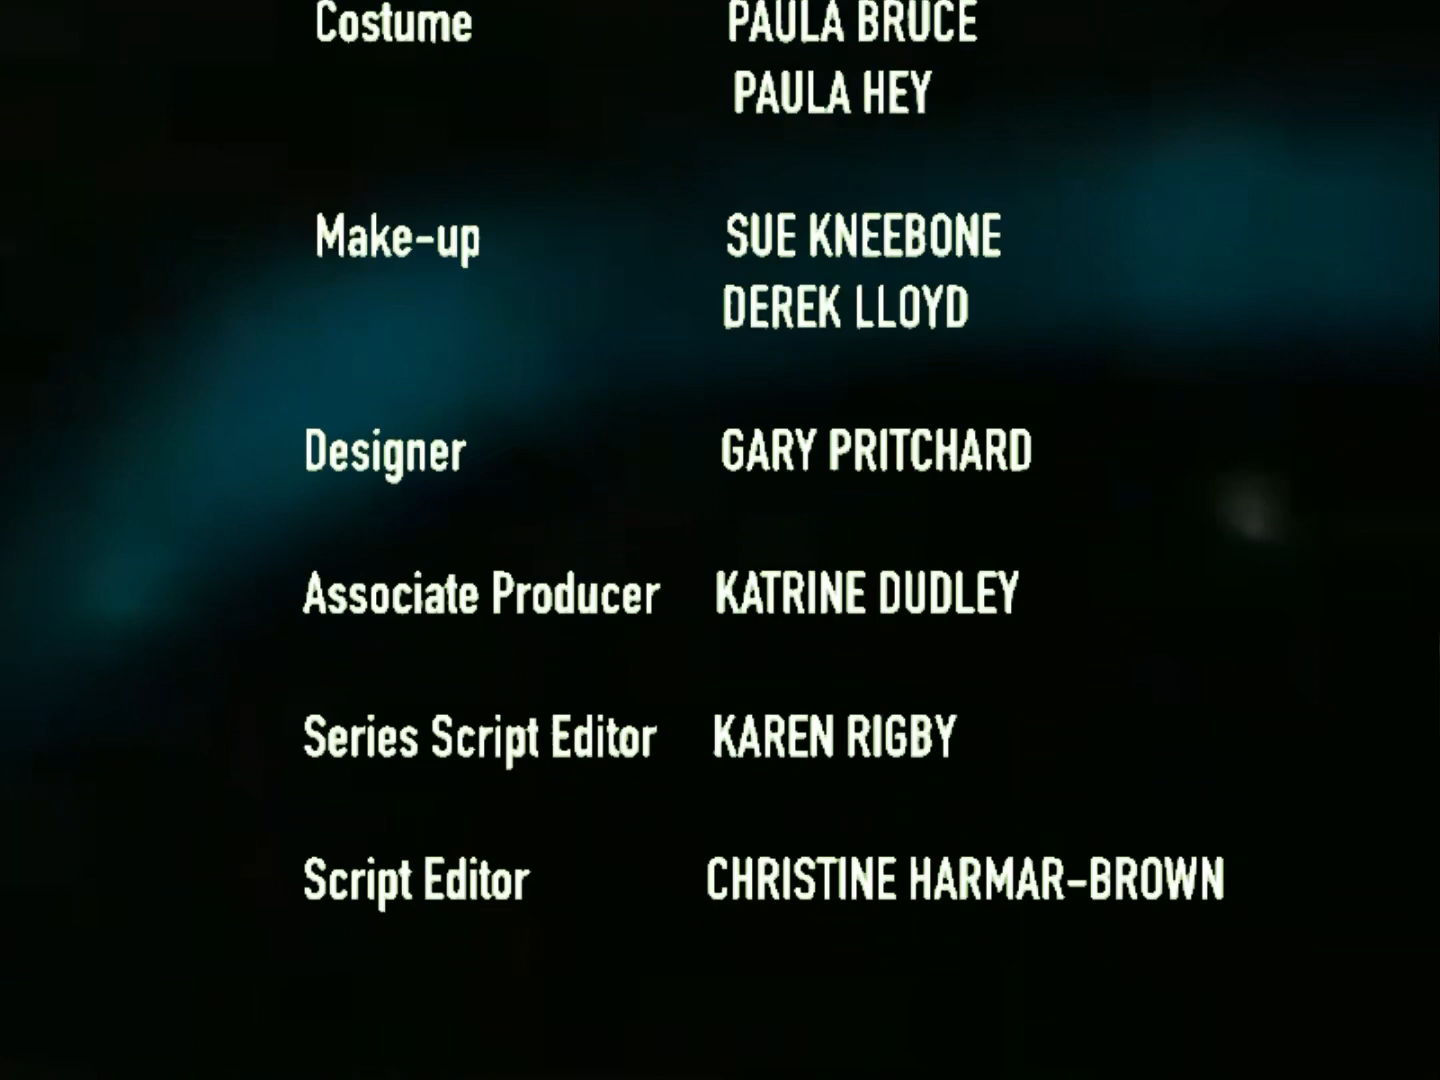 Costume PAULA BRUCE
PAULA HEY
Make-up SUE KNEEBONE
DEREK LLOYD
Designer GARY PRITCHARD
Associate Producer KATRINE DUDLEY
Series Script Editor KAREN RIGBY
Script Editor CHRISTINE HARMAR-BROWN